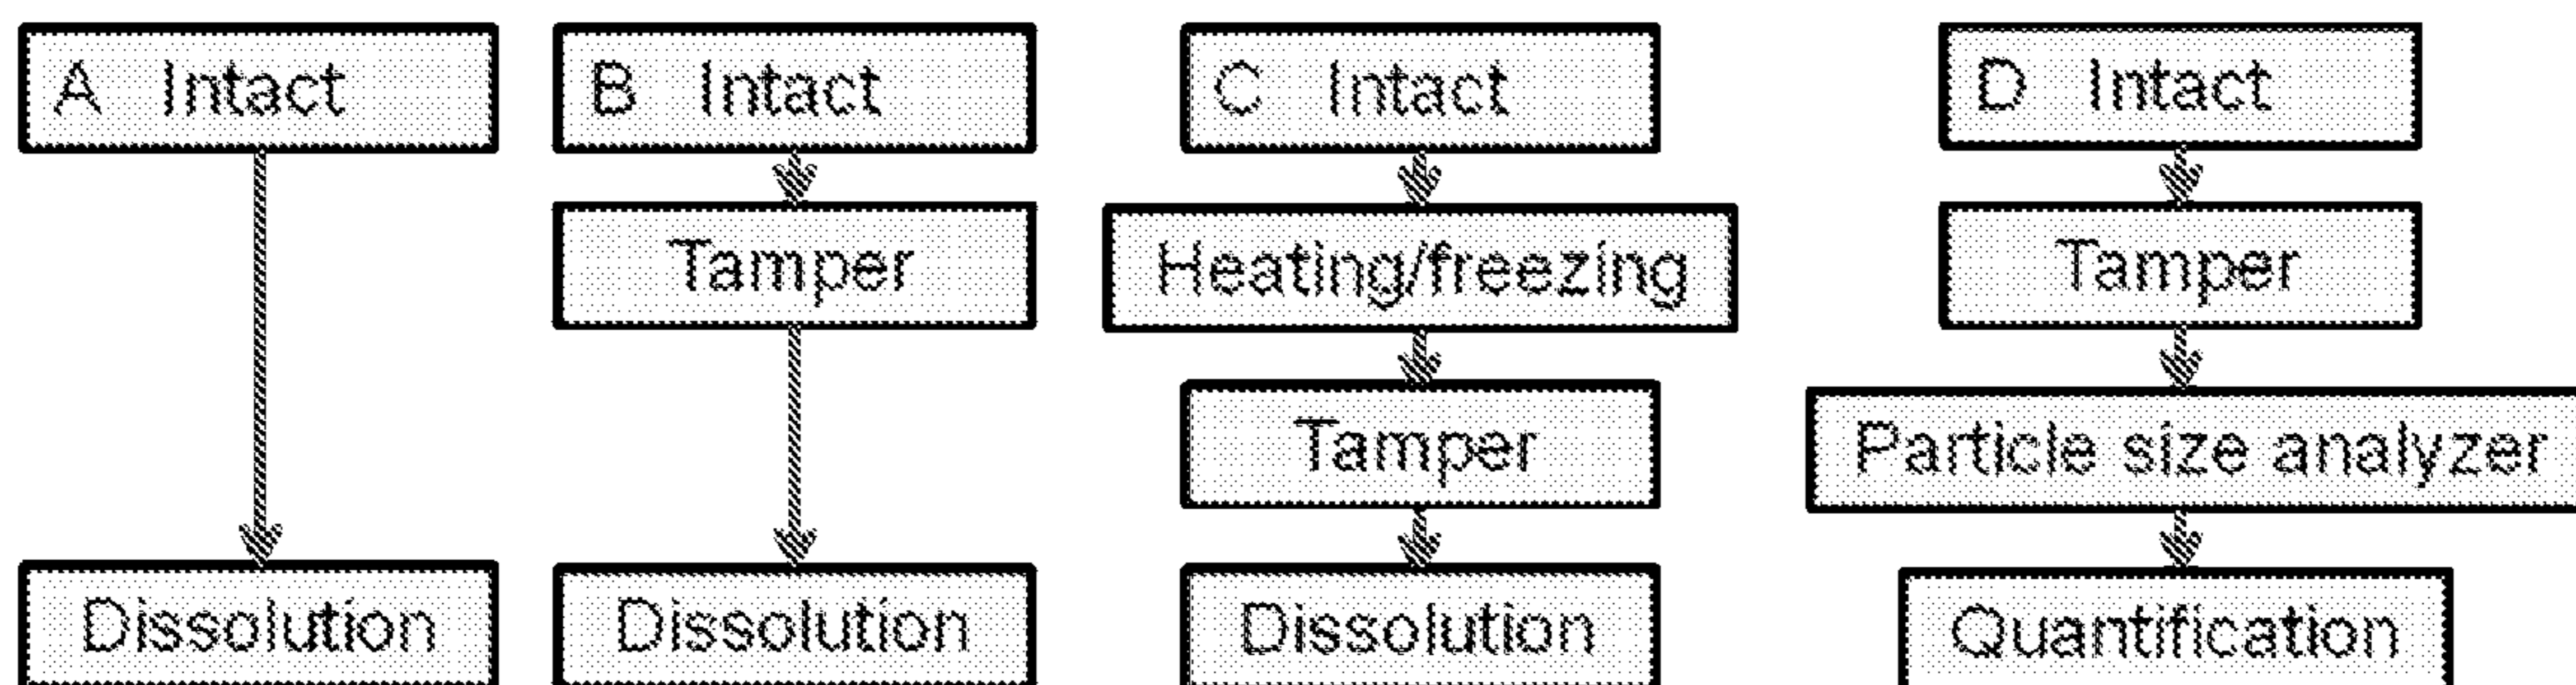 A Intact
B Intact
C Intact
D Intact
Tamper
Heating/freezing
Tamper
Tamper
Particle size analyzer
Dissolution
Dissolution
Dissolution
Quantification